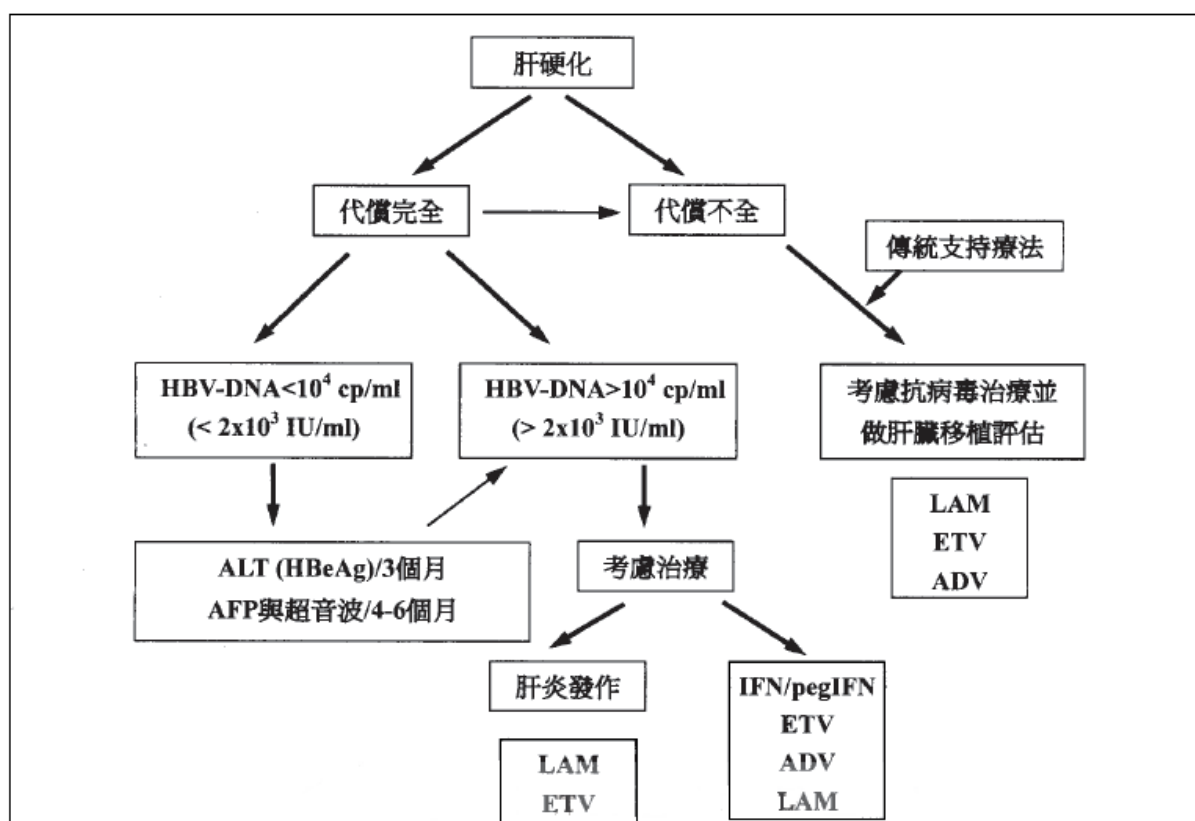 肝硬化
代償完全
代償不全
傳統支持療法
HBV-DNA<10⁴ cp/ml
(< 2x10³ IU/ml)
HBV-DNA>10⁴ cp/ml
(> 2x10³ IU/ml)
考慮抗病毒治療並
做肝臟移植評估
LAM
ETV
ADV
ALT (HBeAg)/3個月
AFP與超音波/4-6個月
考慮治療
肝炎發作
LAM
ETV
IFN/pegIFN
ETV
ADV
LAM